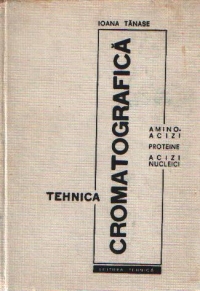 IOANA TĂNASE
TEHNICA
CROMATOGRAFICĂ
AMINO-
ACIZI
PROTEINE
ACIZI
NUCLEICI
EDITURA TEHNICĂ